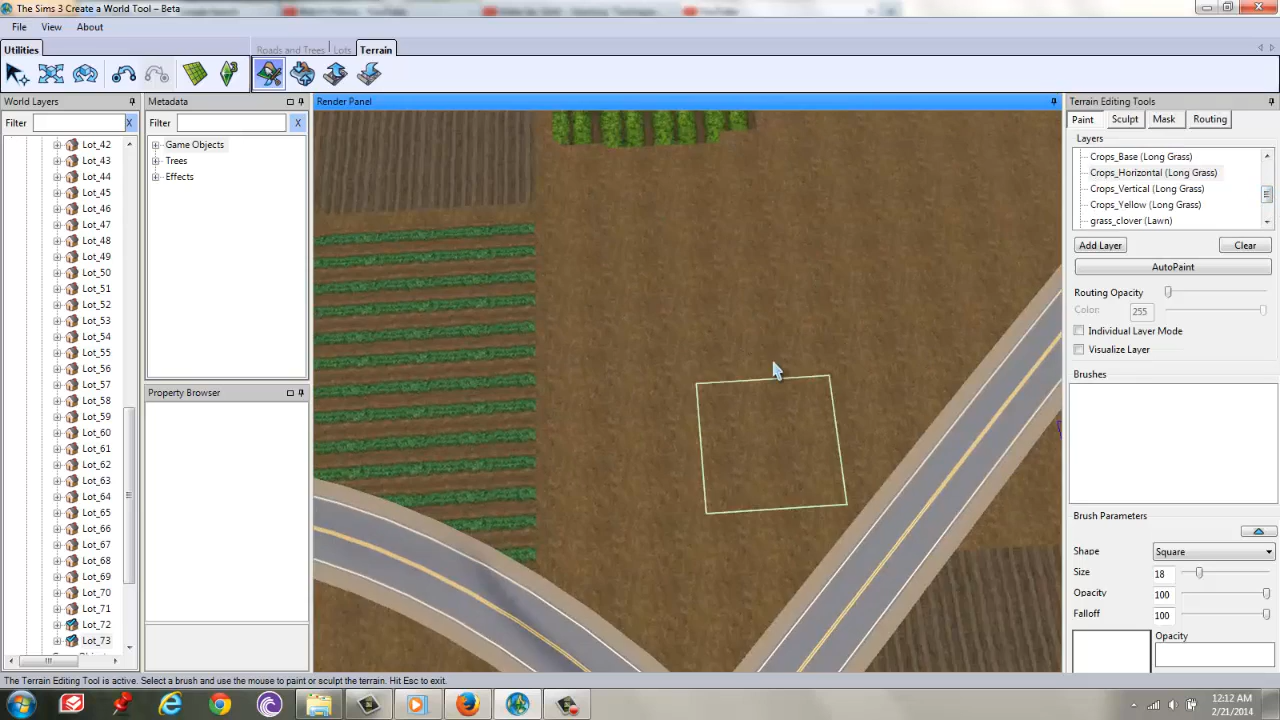 The Sims 3 Create a World Tool – Beta
File View About
Utilities Roads and Trees Lots Terrain
World Layers Metadata Render Panel Terrain Editing Tools
Filter X Filter X Paint Sculpt Mask Routing
Layers
Lot_42
Lot_43
Lot_44
Lot_45
Lot_46
Lot_47
Lot_48
Lot_49
Lot_50
Lot_51
Lot_52
Lot_53
Lot_54
Lot_55
Lot_56
Lot_57
Lot_58
Lot_59
Lot_60
Lot_61
Lot_62
Lot_63
Lot_64
Lot_65
Lot_66
Lot_67
Lot_68
Lot_69
Lot_70
Lot_71
Lot_72
Lot_73
Game Objects
Trees
Effects
Property Browser
Crops_Base (Long Grass)
Crops_Horizontal (Long Grass)
Crops_Vertical (Long Grass)
Crops_Yellow (Long Grass)
grass_clover (Lawn)
Add Layer Clear
AutoPaint
Routing Opacity
Color: 255
Individual Layer Mode
Visualize Layer
Brushes
Brush Parameters
Shape Square
Size 18
Opacity 100
Falloff 100
Opacity
The Terrain Editing Tool is active. Select a brush and use the mouse to paint or sculpt the terrain. Hit Esc to exit.
12:12 AM
2/21/2014